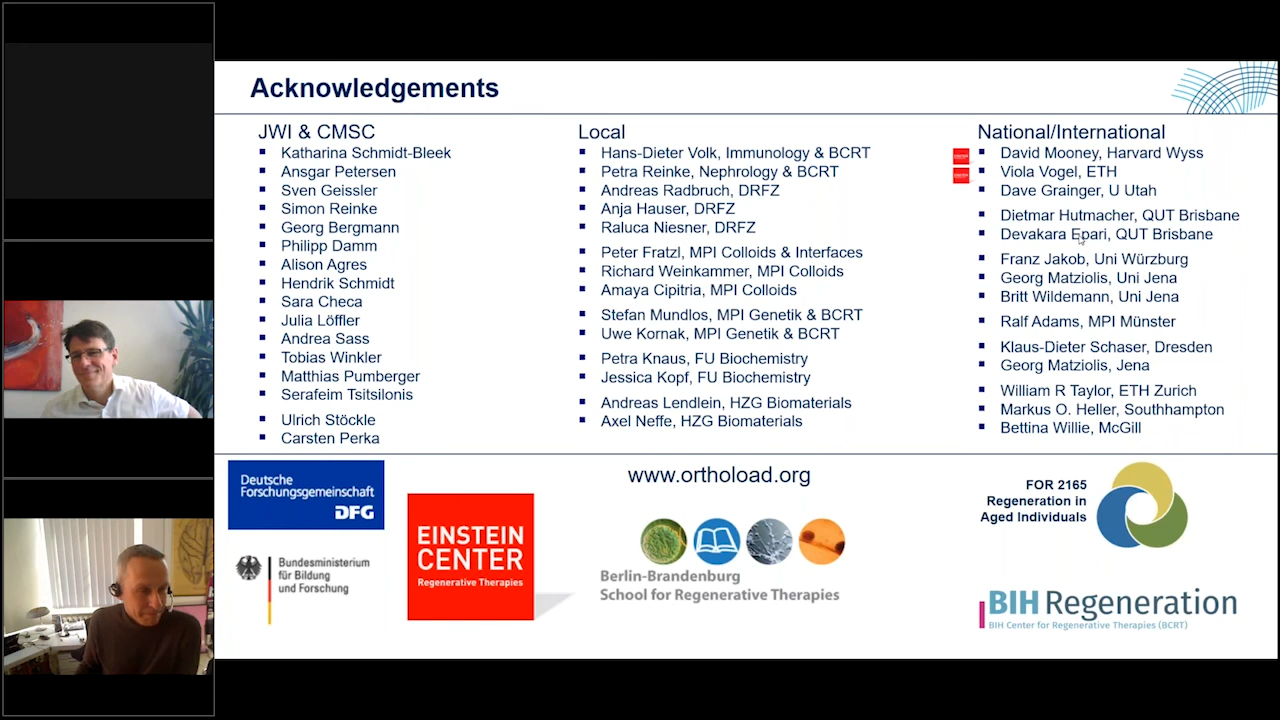 Acknowledgements
JWI & CMSC
Katharina Schmidt-Bleek
Ansgar Petersen
Sven Geissler
Simon Reinke
Georg Bergmann
Philipp Damm
Alison Agres
Hendrik Schmidt
Sara Checa
Julia Löffler
Andrea Sass
Tobias Winkler
Matthias Pumberger
Serafeim Tsitsilonis
Ulrich Stöckle
Carsten Perka
Local
Hans-Dieter Volk, Immunology & BCRT
Petra Reinke, Nephrology & BCRT
Andreas Radbruch, DRFZ
Anja Hauser, DRFZ
Raluca Niesner, DRFZ
Peter Fratzl, MPI Colloids & Interfaces
Richard Weinkammer, MPI Colloids
Amaya Cipitria, MPI Colloids
Stefan Mundlos, MPI Genetik & BCRT
Uwe Kornak, MPI Genetik & BCRT
Petra Knaus, FU Biochemistry
Jessica Kopf, FU Biochemistry
Andreas Lendlein, HZG Biomaterials
Axel Neffe, HZG Biomaterials
National/International
David Mooney, Harvard Wyss
Viola Vogel, ETH
Dave Grainger, U Utah
Dietmar Hutmacher, QUT Brisbane
Devakara Epari, QUT Brisbane
Franz Jakob, Uni Würzburg
Georg Matziolis, Uni Jena
Britt Wildemann, Uni Jena
Ralf Adams, MPI Münster
Klaus-Dieter Schaser, Dresden
Georg Matziolis, Jena
William R Taylor, ETH Zurich
Markus O. Heller, Southhampton
Bettina Willie, McGill
Deutsche
Forschungsgemeinschaft
DFG
Bundesministerium
für Bildung
und Forschung
EINSTEIN
CENTER
Regenerative Therapies
www.orthoload.org
Berlin-Brandenburg
School for Regenerative Therapies
FOR 2165
Regeneration in
Aged Individuals
BIH Regeneration
BIH Center for Regenerative Therapies (BCRT)